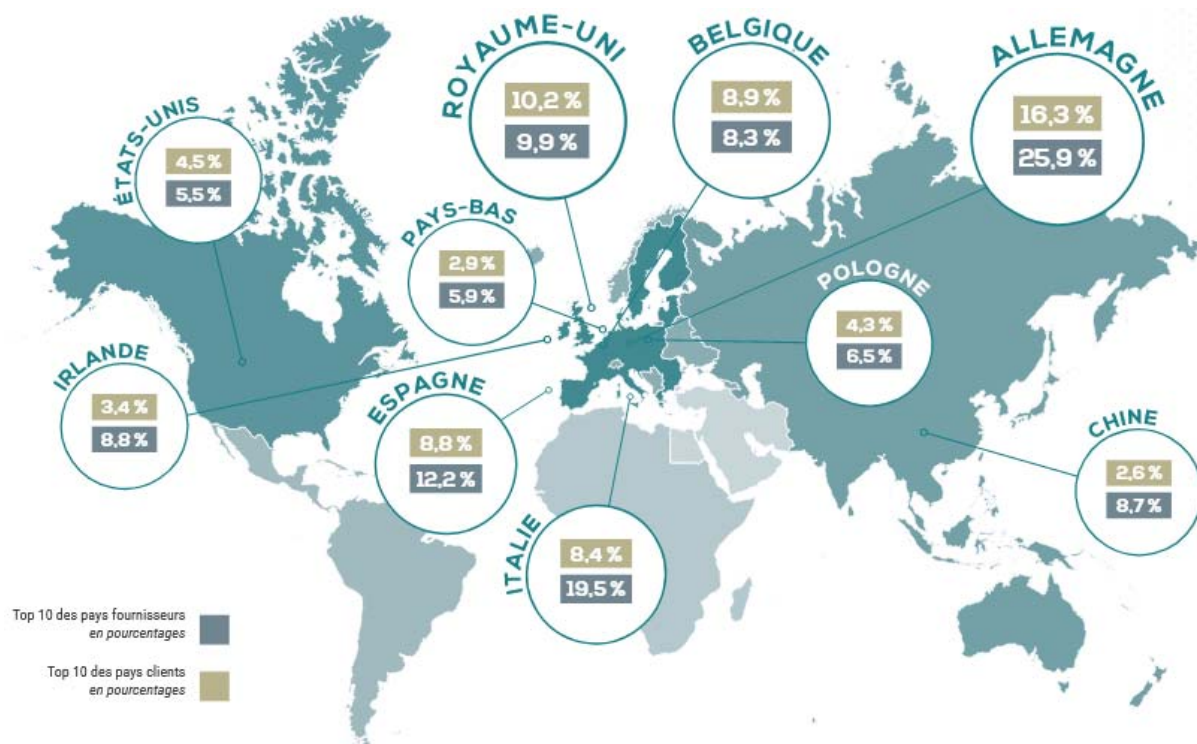 ROYAUME-UNI
10,2 %
9,9 %
BELGIQUE
8,9 %
8,3 %
ALLEMAGNE
16,3 %
25,9 %
ÉTATS-UNIS
4,5 %
5,5 %
PAYS-BAS
2,9 %
5,9 %
POLOGNE
4,3 %
6,5 %
IRLANDE
3,4 %
8,8 %
ESPAGNE
8,8 %
12,2 %
CHINE
2,6 %
8,7 %
ITALIE
8,4 %
19,5 %
Top 10 des pays fournisseurs
en pourcentages
Top 10 des pays clients
en pourcentages